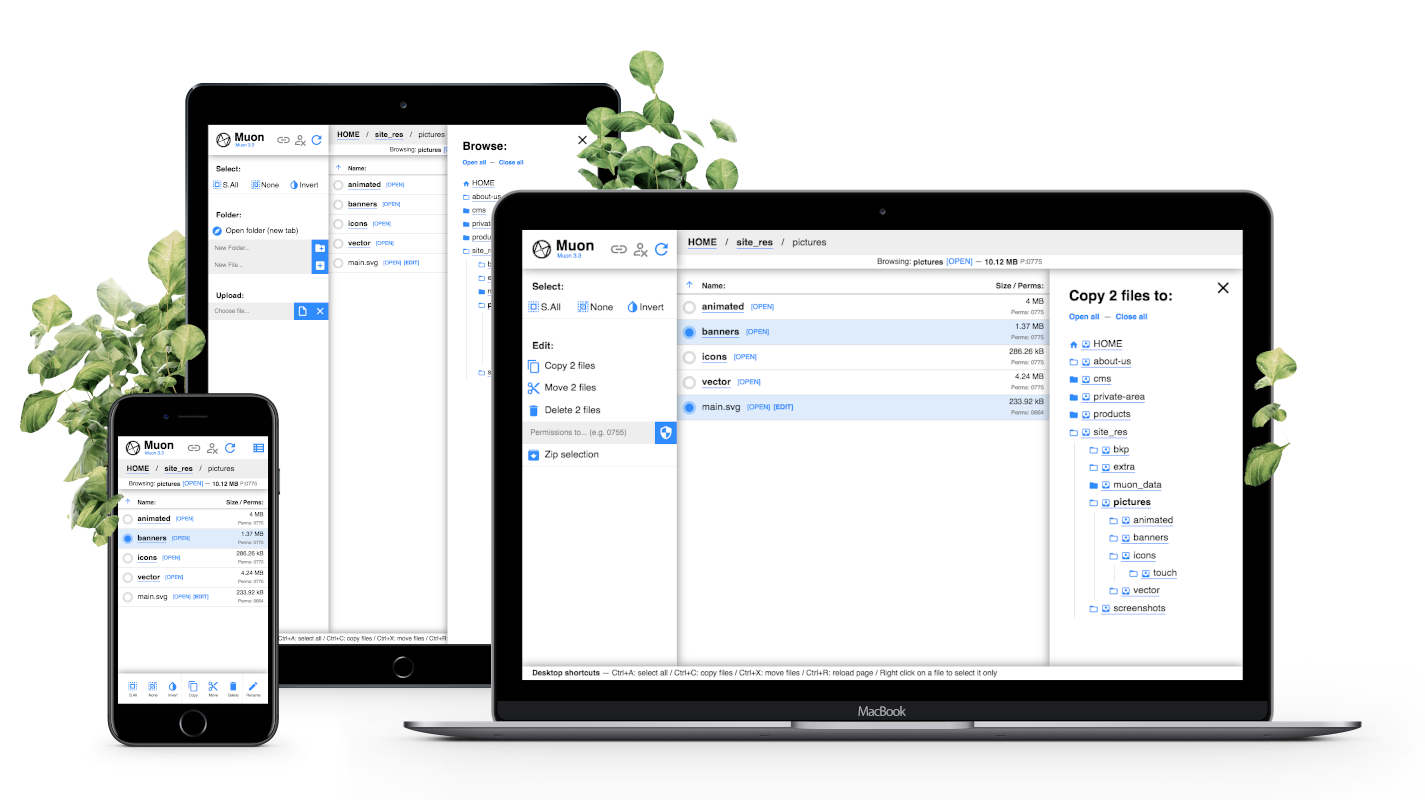 Muon
Muon 3.3
HOME / site_res / pictures
Browsing: pictures [
Select:
S.All None Invert
Folder:
Open folder (new tab)
New Folder...
New File...
Upload:
Choose file...
Name:
animated [OPEN]
banners [OPEN]
icons [OPEN]
vector [OPEN]
main.svg [OPEN] [EDIT]
Browse:
Open all — Close all
HOME
about-us
cms
private
produ
site_r
Ctrl+A: select all / Ctrl+C: copy files / Ctrl+X: move files / Ctrl+R:
Muon
Muon 3.3
HOME / site_res / pictures
Browsing: pictures [OPEN] — 10.12 MB P:0775
Name: Size / Perms:
animated [OPEN] 4 MB
Perms: 0775
banners [OPEN] 1.37 MB
Perms: 0775
icons [OPEN] 286.26 kB
Perms: 0775
vector [OPEN] 4.24 MB
Perms: 0775
main.svg [OPEN] [EDIT] 233.92 kB
Perms: 0664
S.All None Invert Copy Move Delete Rename
Muon
Muon 3.3
HOME / site_res / pictures
Browsing: pictures [OPEN] — 10.12 MB P:0775
Select:
S.All None Invert
Edit:
Copy 2 files
Move 2 files
Delete 2 files
Permissions to... (e.g. 0755)
Zip selection
Name: Size / Perms:
animated [OPEN] 4 MB
Perms: 0775
banners [OPEN] 1.37 MB
Perms: 0775
icons [OPEN] 286.26 kB
Perms: 0775
vector [OPEN] 4.24 MB
Perms: 0775
main.svg [OPEN] [EDIT] 233.92 kB
Perms: 0664
Copy 2 files to:
Open all — Close all
HOME
about-us
cms
private-area
products
site_res
bkp
extra
muon_data
pictures
animated
banners
icons
touch
vector
screenshots
Desktop shortcuts — Ctrl+A: select all / Ctrl+C: copy files / Ctrl+X: move files / Ctrl+R: reload page / Right click on a file to select it only
MacBook